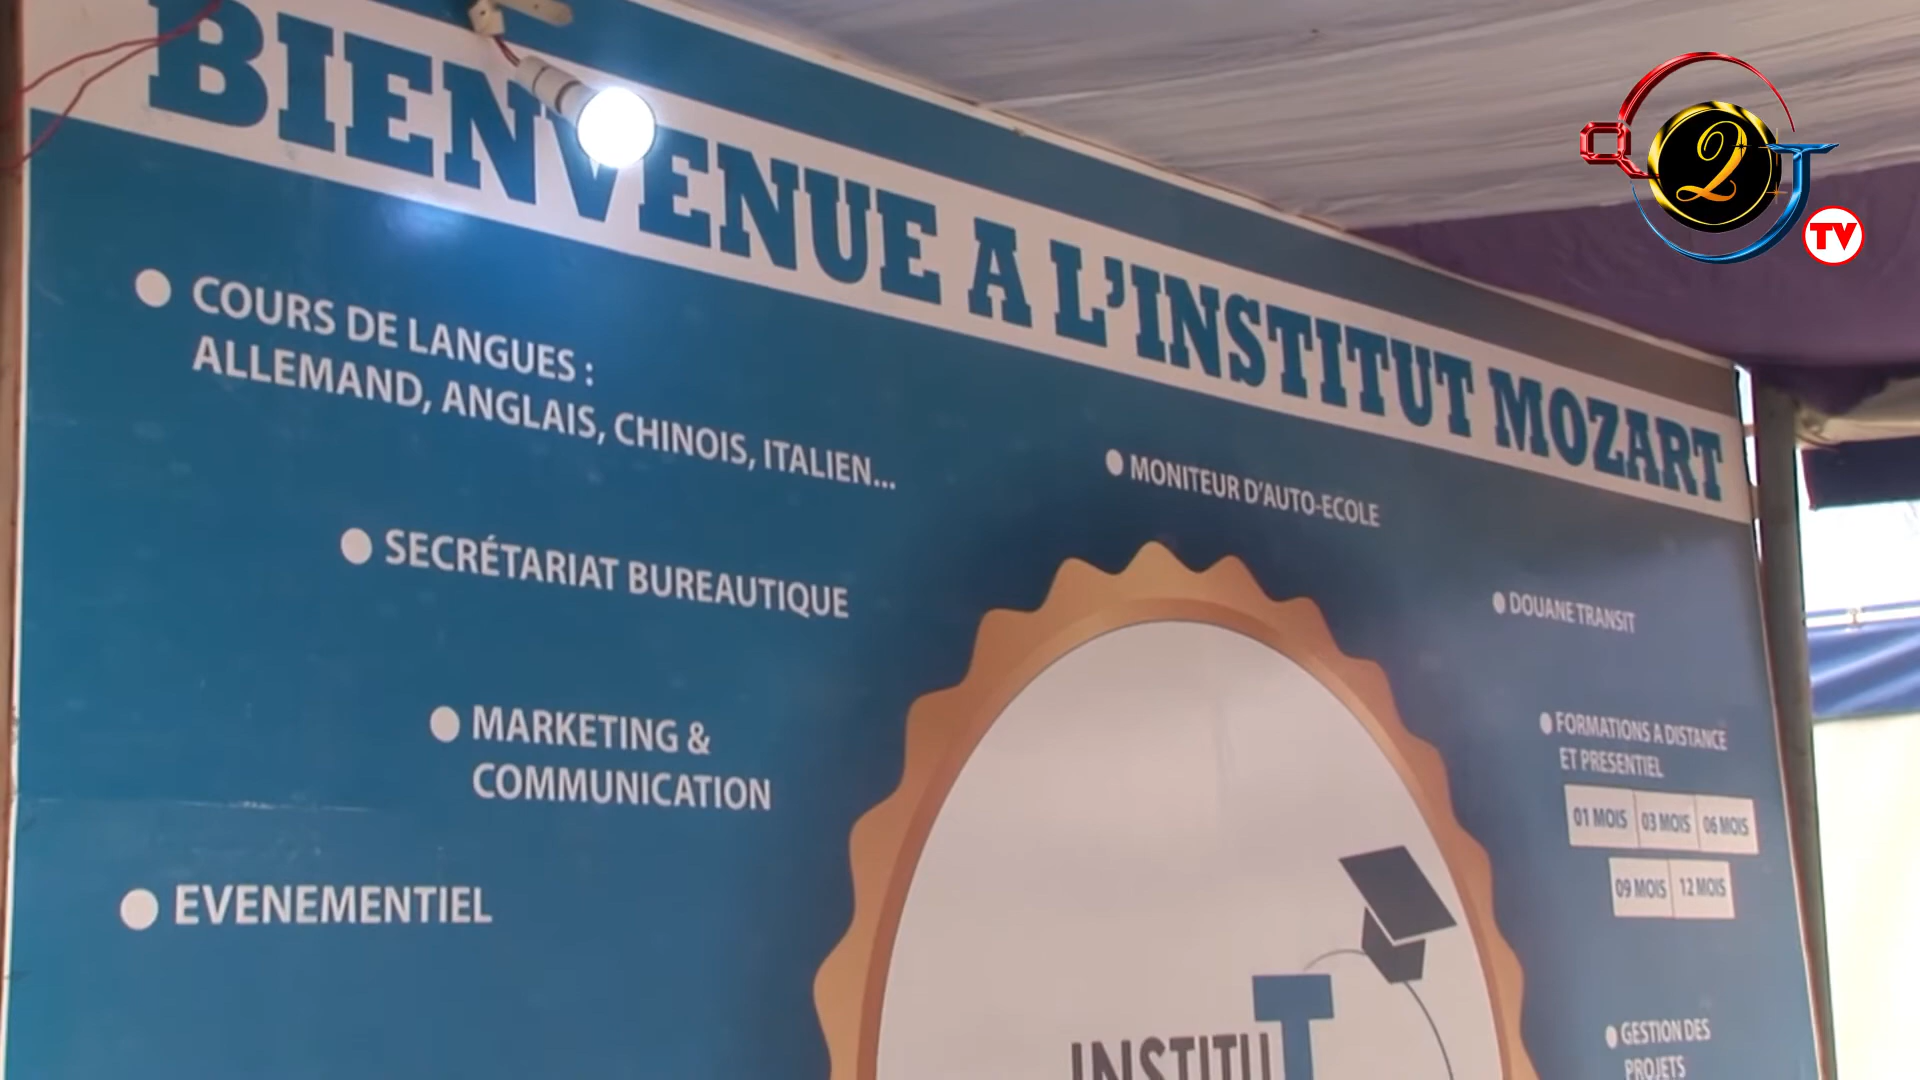 BIENVENUE A L'INSTITUT MOZART
COURS DE LANGUES :
ALLEMAND, ANGLAIS, CHINOIS, ITALIEN...
SECRÉTARIAT BUREAUTIQUE
MARKETING &
COMMUNICATION
EVENEMENTIEL
MONITEUR D'AUTO-ECOLE
DOUANE TRANSIT
FORMATIONS A DISTANCE
ET PRESENTIEL
01 MOIS 03 MOIS 06 MOIS
09 MOIS 12 MOIS
GESTION DES
PROJETS
INSTITUT
2
TV